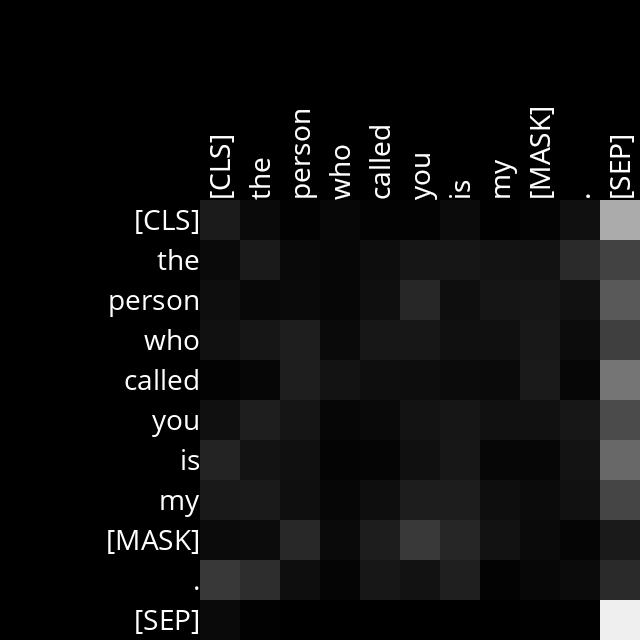 [CLS] the person who called you is my [MASK] . [SEP]
[CLS]
the
person
who
called
you
is
my
[MASK]
.
[SEP]